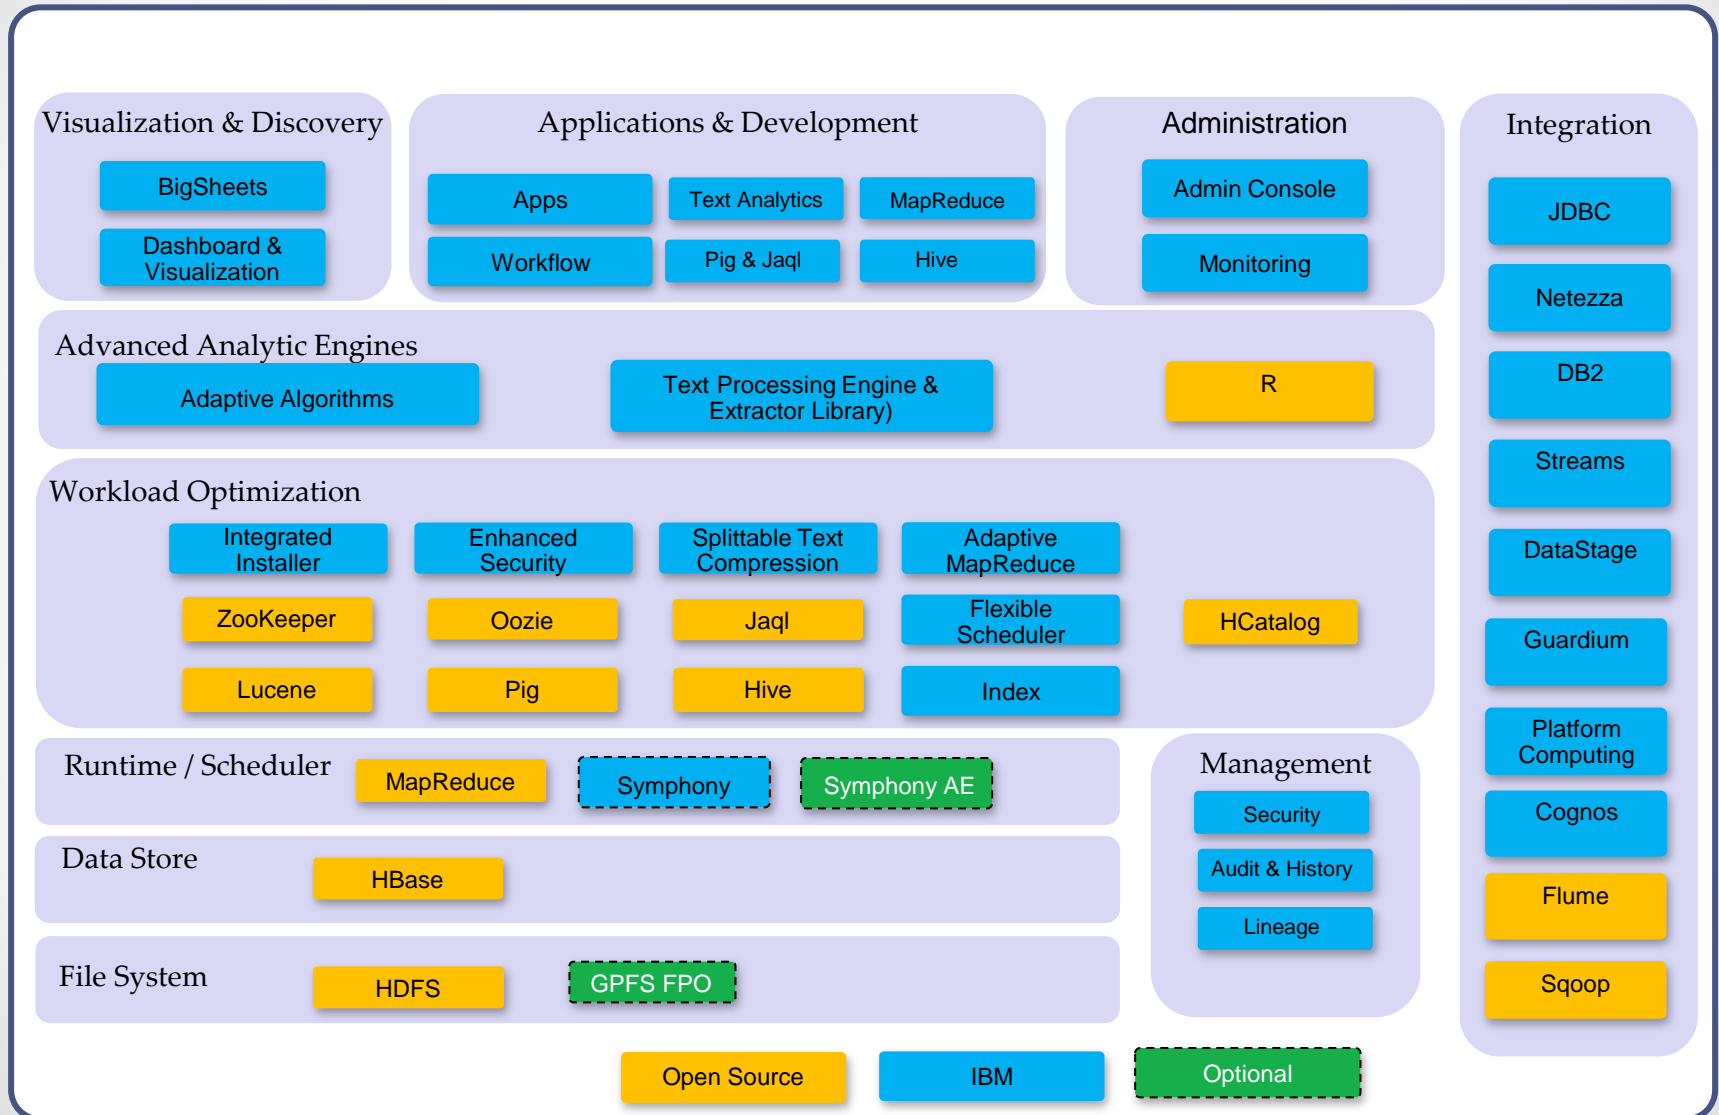 Visualization & Discovery
BigSheets
Dashboard &
Visualization
Applications & Development
Apps
Text Analytics
MapReduce
Workflow
Pig & Jaql
Hive
Administration
Admin Console
Monitoring
Integration
JDBC
Netezza
DB2
Streams
DataStage
Guardium
Platform
Computing
Cognos
Flume
Sqoop
Advanced Analytic Engines
Adaptive Algorithms
Text Processing Engine &
Extractor Library)
R
Workload Optimization
Integrated
Installer
Enhanced
Security
Splittable Text
Compression
Adaptive
MapReduce
ZooKeeper
Oozie
Jaql
Flexible
Scheduler
HCatalog
Lucene
Pig
Hive
Index
Runtime / Scheduler
MapReduce
Symphony
Symphony AE
Data Store
HBase
File System
HDFS
GPFS FPO
Management
Security
Audit & History
Lineage
Open Source
IBM
Optional